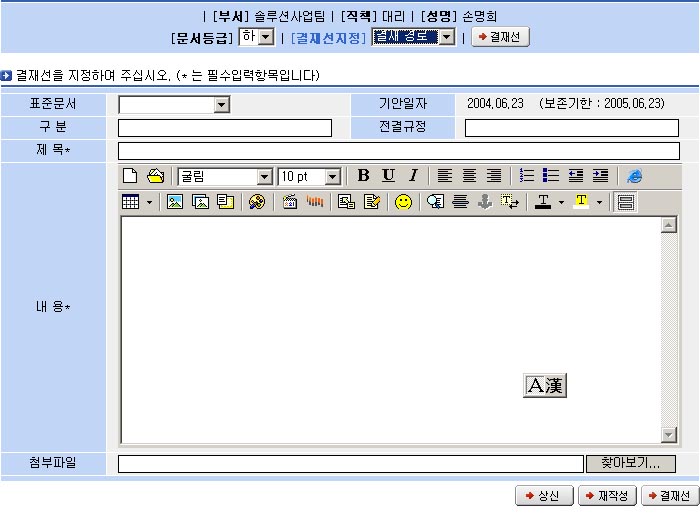 | [부서] 솔루션사업팀 | [직책] 대리 | [성명] 손명희
[문서등급] 하 | [결재선지정] 결재 경로 | 결재선
결재선을 지정하여 주십시오. (* 는 필수입력항목입니다)
표준문서 기안일자 2004.06.23 (보존기한 : 2005.06.23)
구 분 전결규정
제 목*
굴림 10 pt B U I
T T
내 용*
A漢
첨부파일 찾아보기...
상신 재작성 결재선